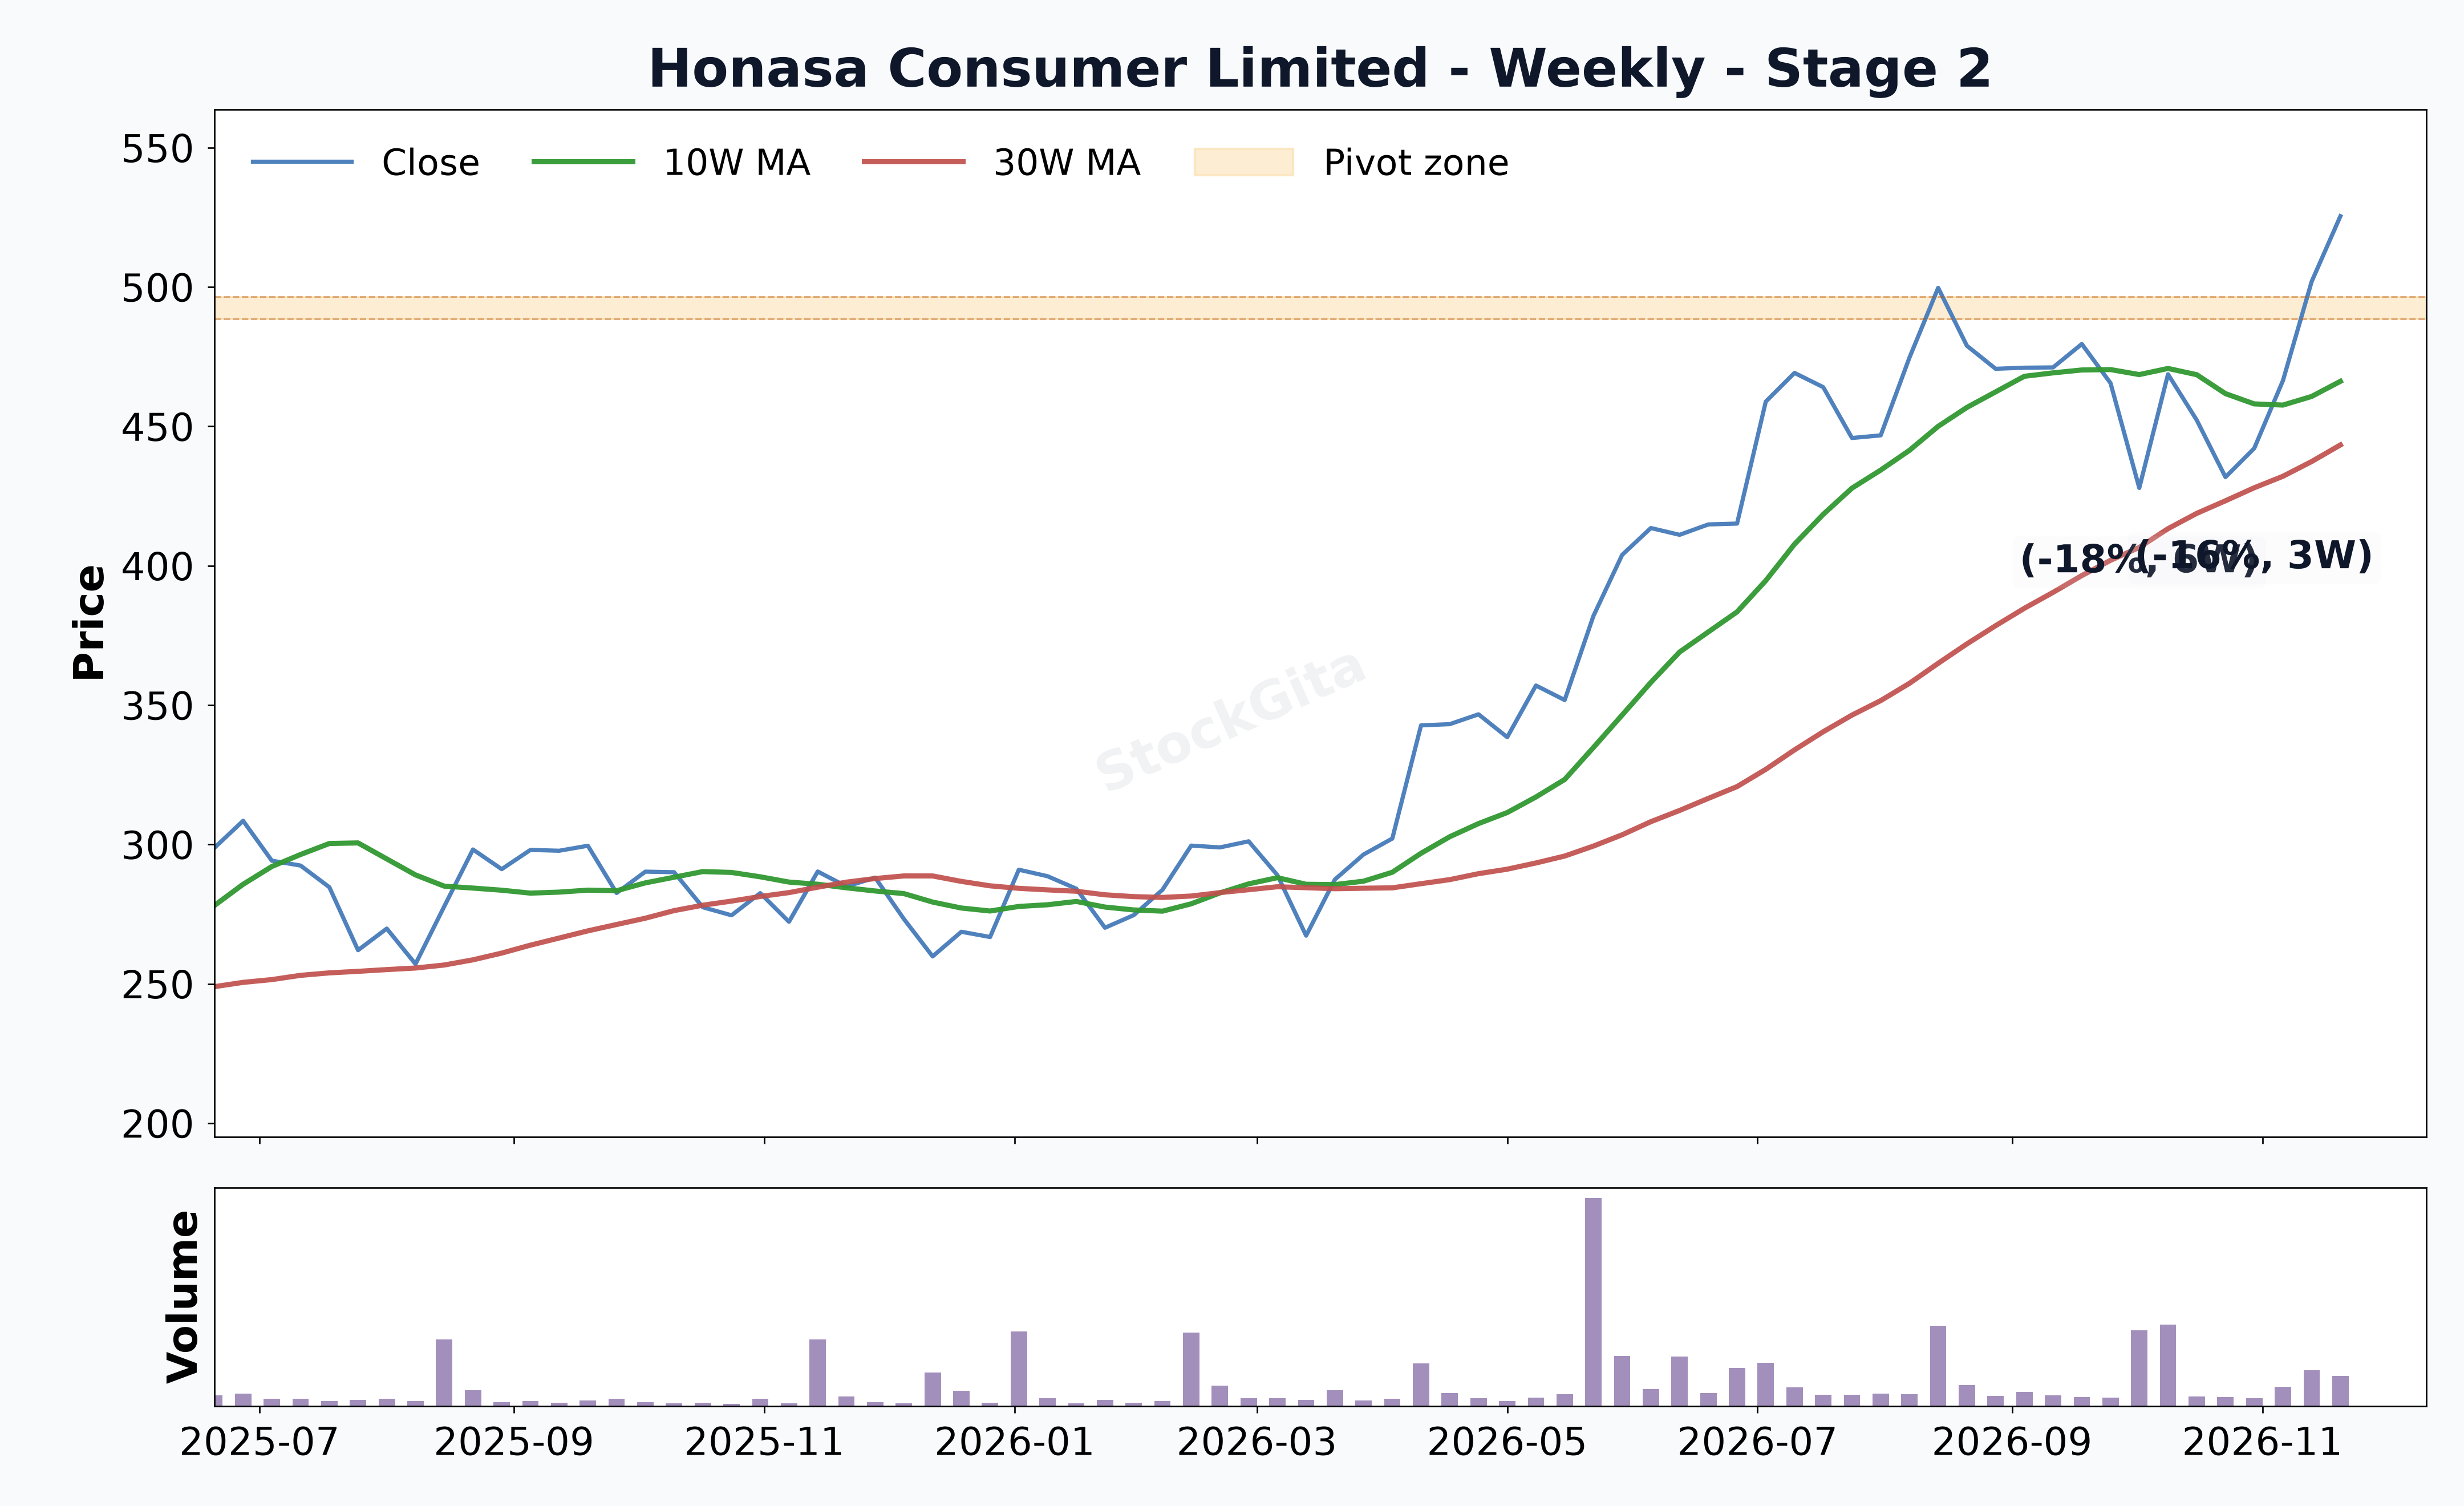 Honasa Consumer Limited - Weekly - Stage 2
Close 10W MA 30W MA Pivot zone
550
500
450
400
350
300
250
200
Price
(-18%, 6W)
(-16%, 3W)
StockGita
Volume
2025-07 2025-09 2025-11 2026-01 2026-03 2026-05 2026-07 2026-09 2026-11